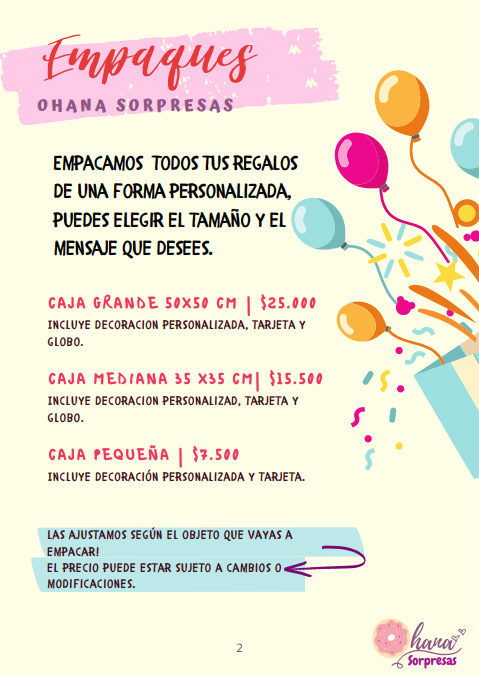 Empaques
OHANA SORPRESAS
EMPACAMOS TODOS TUS REGALOS
DE UNA FORMA PERSONALIZADA,
PUEDES ELEGIR EL TAMAÑO Y EL
MENSAJE QUE DESEES.
CAJA GRANDE 50X50 CM | $25.000
INCLUYE DECORACION PERSONALIZADA, TARJETA Y
GLOBO.
CAJA MEDIANA 35 X35 CM| $15.500
INCLUYE DECORACION PERSONALIZAD, TARJETA Y
GLOBO.
CAJA PEQUEÑA | $7.500
INCLUYE DECORACIÓN PERSONALIZADA Y TARJETA.
LAS AJUSTAMOS SEGÚN EL OBJETO QUE VAYAS A
EMPACAR!
EL PRECIO PUEDE ESTAR SUJETO A CAMBIOS O
MODIFICACIONES.
2
Ohana
Sorpresas